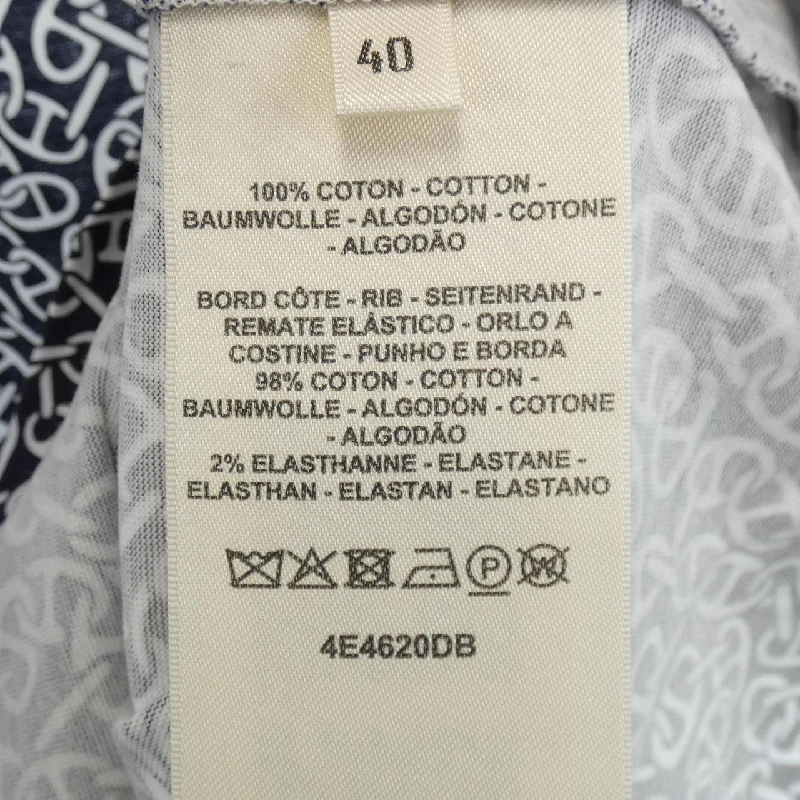 40
100% COTON - COTTON -
BAUMWOLLE - ALGODÓN - COTONE
- ALGODÃO
BORD CÔTE - RIB - SEITENRAND -
REMATE ELÁSTICO - ORLO A
COSTINE - PUNHO E BORDA
98% COTON - COTTON -
BAUMWOLLE - ALGODÓN - COTONE
- ALGODÃO
2% ELASTHANNE - ELASTANE -
ELASTHAN - ELASTAN - ELASTANO
P W
4E4620DB